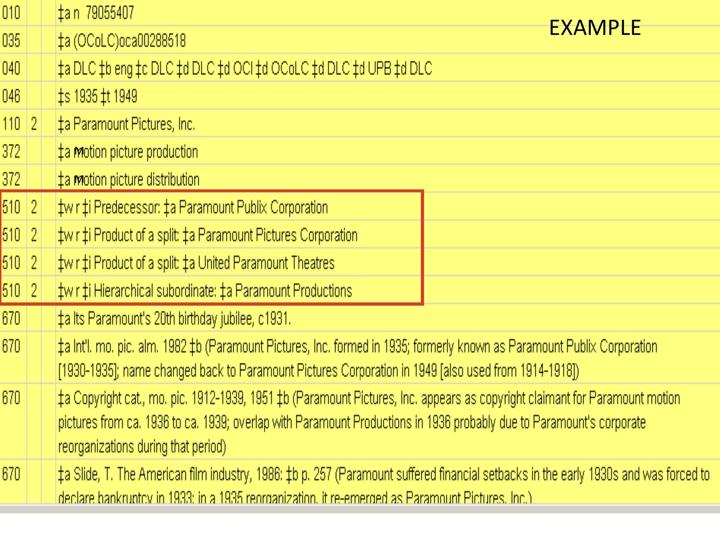 EXAMPLE
010 ‡a n 79055407
035 ‡a (OCoLC)oca00288518
040 ‡a DLC ‡b eng ‡c DLC ‡d DLC ‡d OCl ‡d OCoLC ‡d DLC ‡d UPB ‡d DLC
046 ‡s 1935 ‡t 1949
110 2 ‡a Paramount Pictures, Inc.
372 ‡a Motion picture production
372 ‡a Motion picture distribution
510 2 ‡w r ‡i Predecessor: ‡a Paramount Publix Corporation
510 2 ‡w r ‡i Product of a split: ‡a Paramount Pictures Corporation
510 2 ‡w r ‡i Product of a split: ‡a United Paramount Theatres
510 2 ‡w r ‡i Hierarchical subordinate: ‡a Paramount Productions
670 ‡a Its Paramount's 20th birthday jubilee, c1931.
670 ‡a Int'l. mo. pic. alm. 1982 ‡b (Paramount Pictures, Inc. formed in 1935; formerly known as Paramount Publix Corporation
[1930-1935]; name changed back to Paramount Pictures Corporation in 1949 [also used from 1914-1918])
670 ‡a Copyright cat., mo. pic. 1912-1939, 1951 ‡b (Paramount Pictures, Inc. appears as copyright claimant for Paramount motion
pictures from ca. 1936 to ca. 1939; overlap with Paramount Productions in 1936 probably due to Paramount's corporate
reorganizations during that period)
670 ‡a Slide, T. The American film industry, 1986: ‡b p. 257 (Paramount suffered financial setbacks in the early 1930s and was forced to
declare bankruptcy in 1933; in a 1935 reorganization, it re-emerged as Paramount Pictures, Inc.)